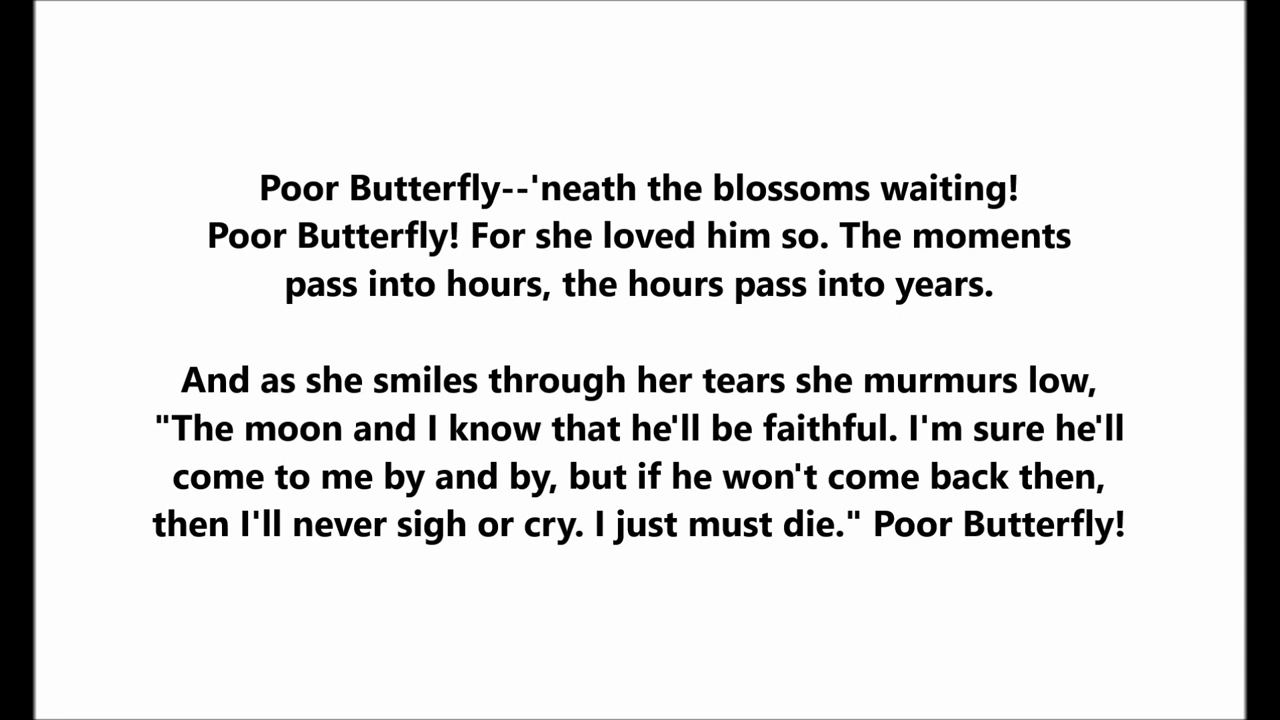 Poor Butterfly--'neath the blossoms waiting!
Poor Butterfly! For she loved him so. The moments
pass into hours, the hours pass into years.
And as she smiles through her tears she murmurs low,
"The moon and I know that he'll be faithful. I'm sure he'll
come to me by and by, but if he won't come back then,
then I'll never sigh or cry. I just must die." Poor Butterfly!